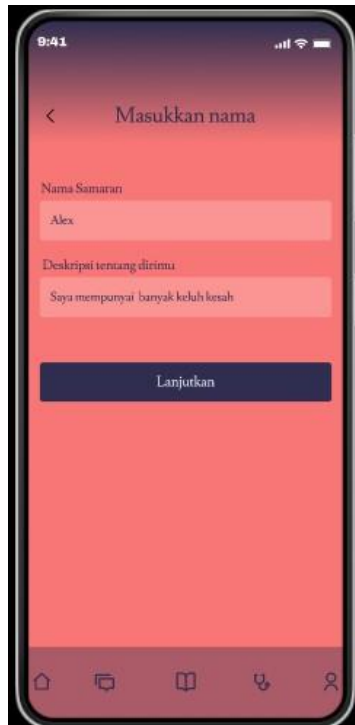 9:41
Masukkan nama
Nama Samaran
Alex
Deskripsi tentang dirimu
Saya mempunyai banyak keluh kesah
Lanjutkan